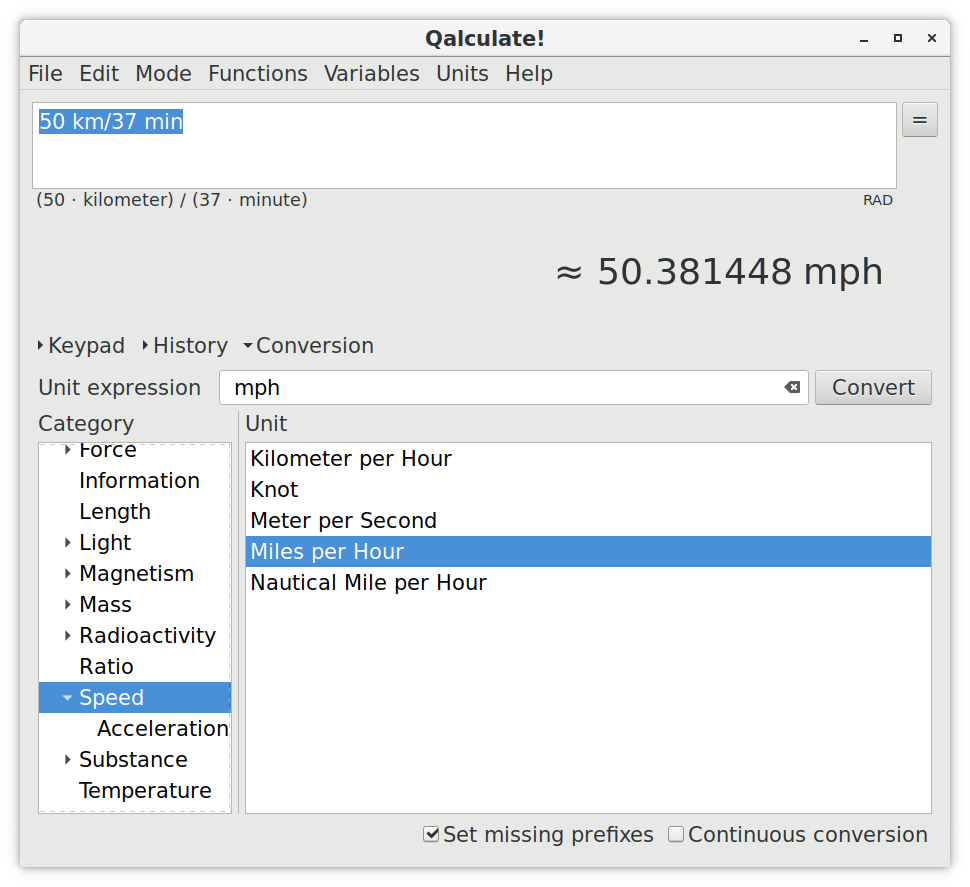 Qalculate!
File Edit Mode Functions Variables Units Help
50 km/37 min
=
(50 · kilometer) / (37 · minute)
RAD
≈ 50.381448 mph
Keypad History Conversion
Unit expression mph Convert
Category
Force
Information
Length
Light
Magnetism
Mass
Radioactivity
Ratio
Speed
Acceleration
Substance
Temperature
Unit
Kilometer per Hour
Knot
Meter per Second
Miles per Hour
Nautical Mile per Hour
Set missing prefixes Continuous conversion